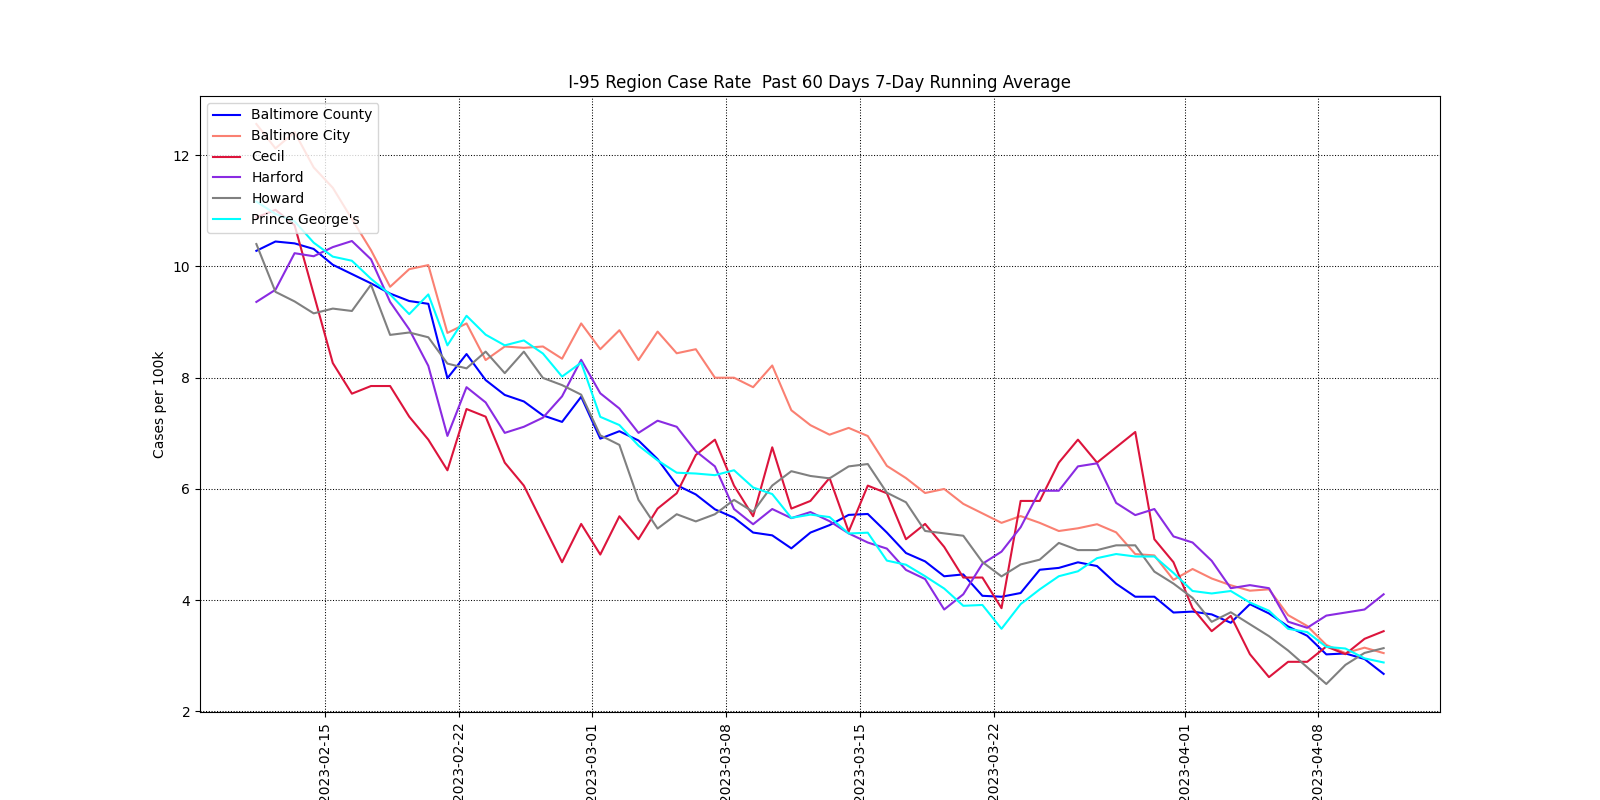 I-95 Region Case Rate  Past 60 Days 7-Day Running Average
Baltimore County
Baltimore City
Cecil
Harford
Howard
Prince George's
Cases per 100k
12
10
8
6
4
2
2023-02-15
2023-02-22
2023-03-01
2023-03-08
2023-03-15
2023-03-22
2023-04-01
2023-04-08